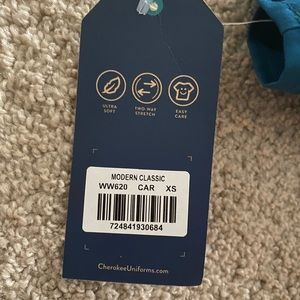 ULTRA SOFT
TWO WAY STRETCH
EASY CARE
MODERN CLASSIC
WW620 CAR XS
724841930684
CherokeeUniforms.com